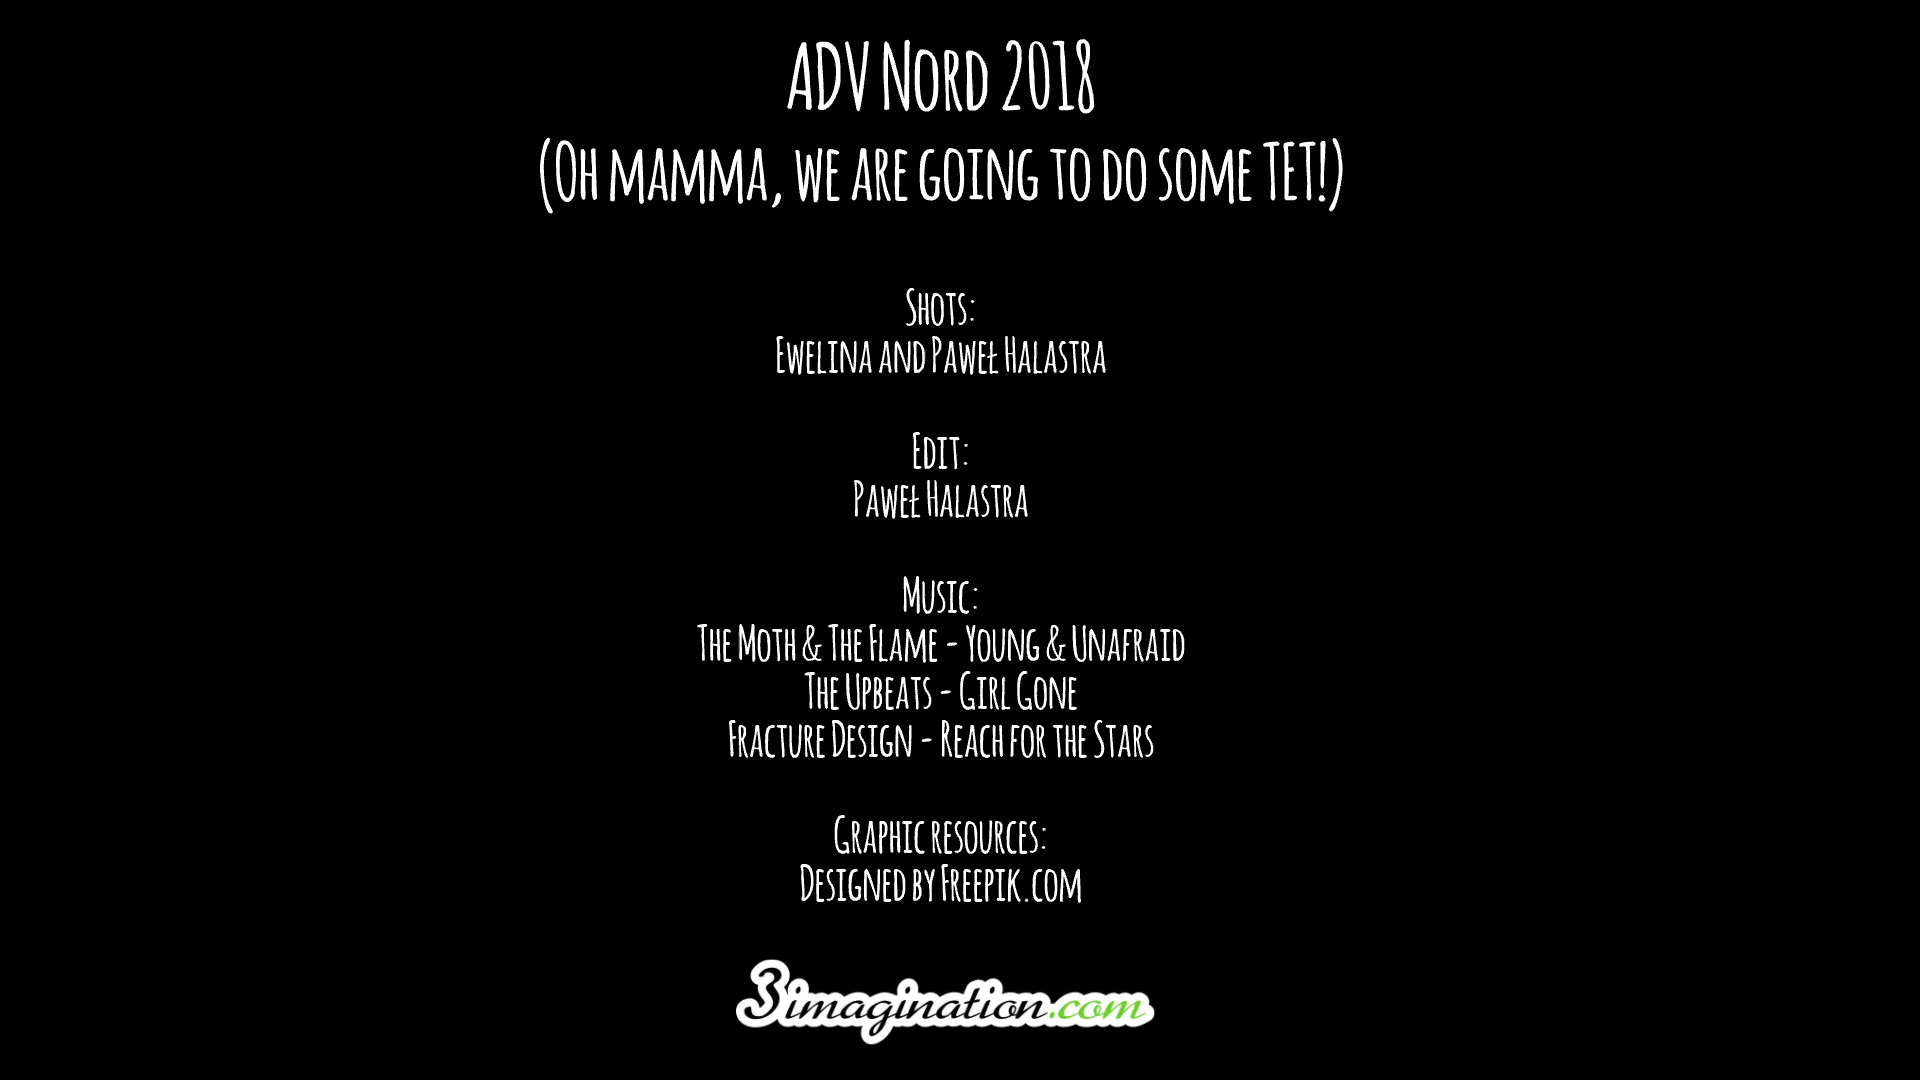 ADV Nord 2018
(Oh mamma, we are going to do some TET!)
Shots:
Ewelina and Paweł Halastra
Edit:
Paweł Halastra
Music:
The Moth & The Flame - Young & Unafraid
The Upbeats - Girl Gone
Fracture Design - Reach for the Stars
Graphic resources:
Designed by Freepik.com
3imagination.com